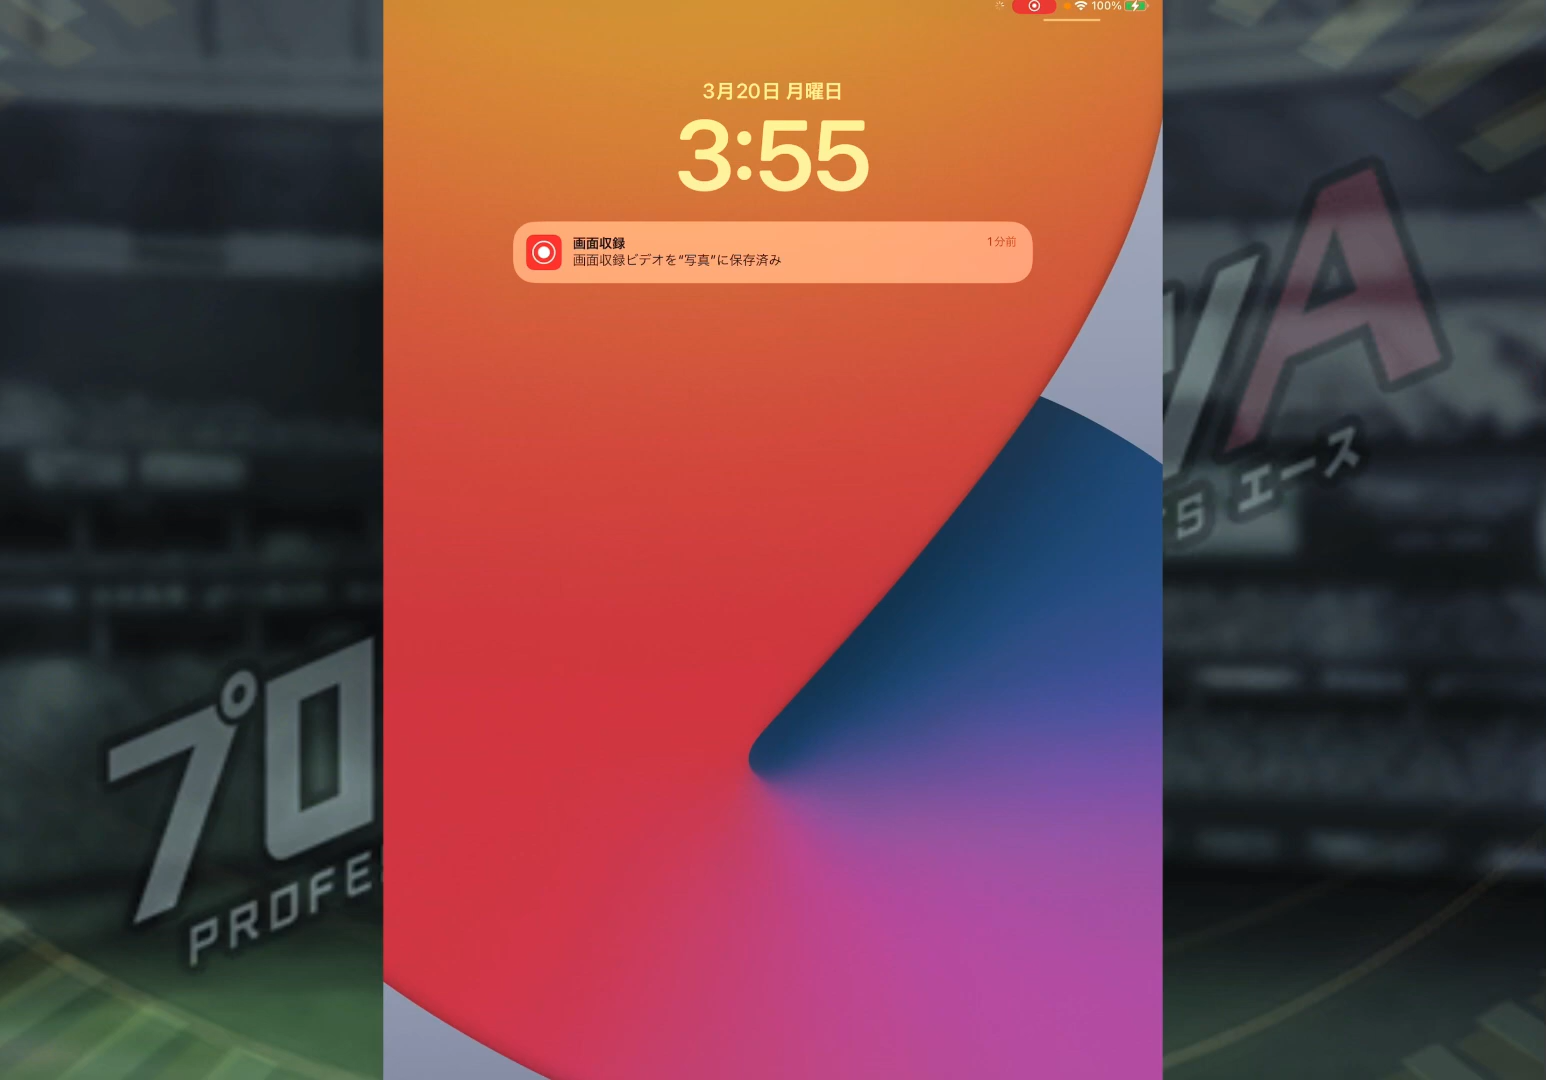 100%
3月20日 月曜日
3:55
画面収録
1分前
画面収録ビデオを“写真”に保存済み
A
S エース
プロ
PROFE